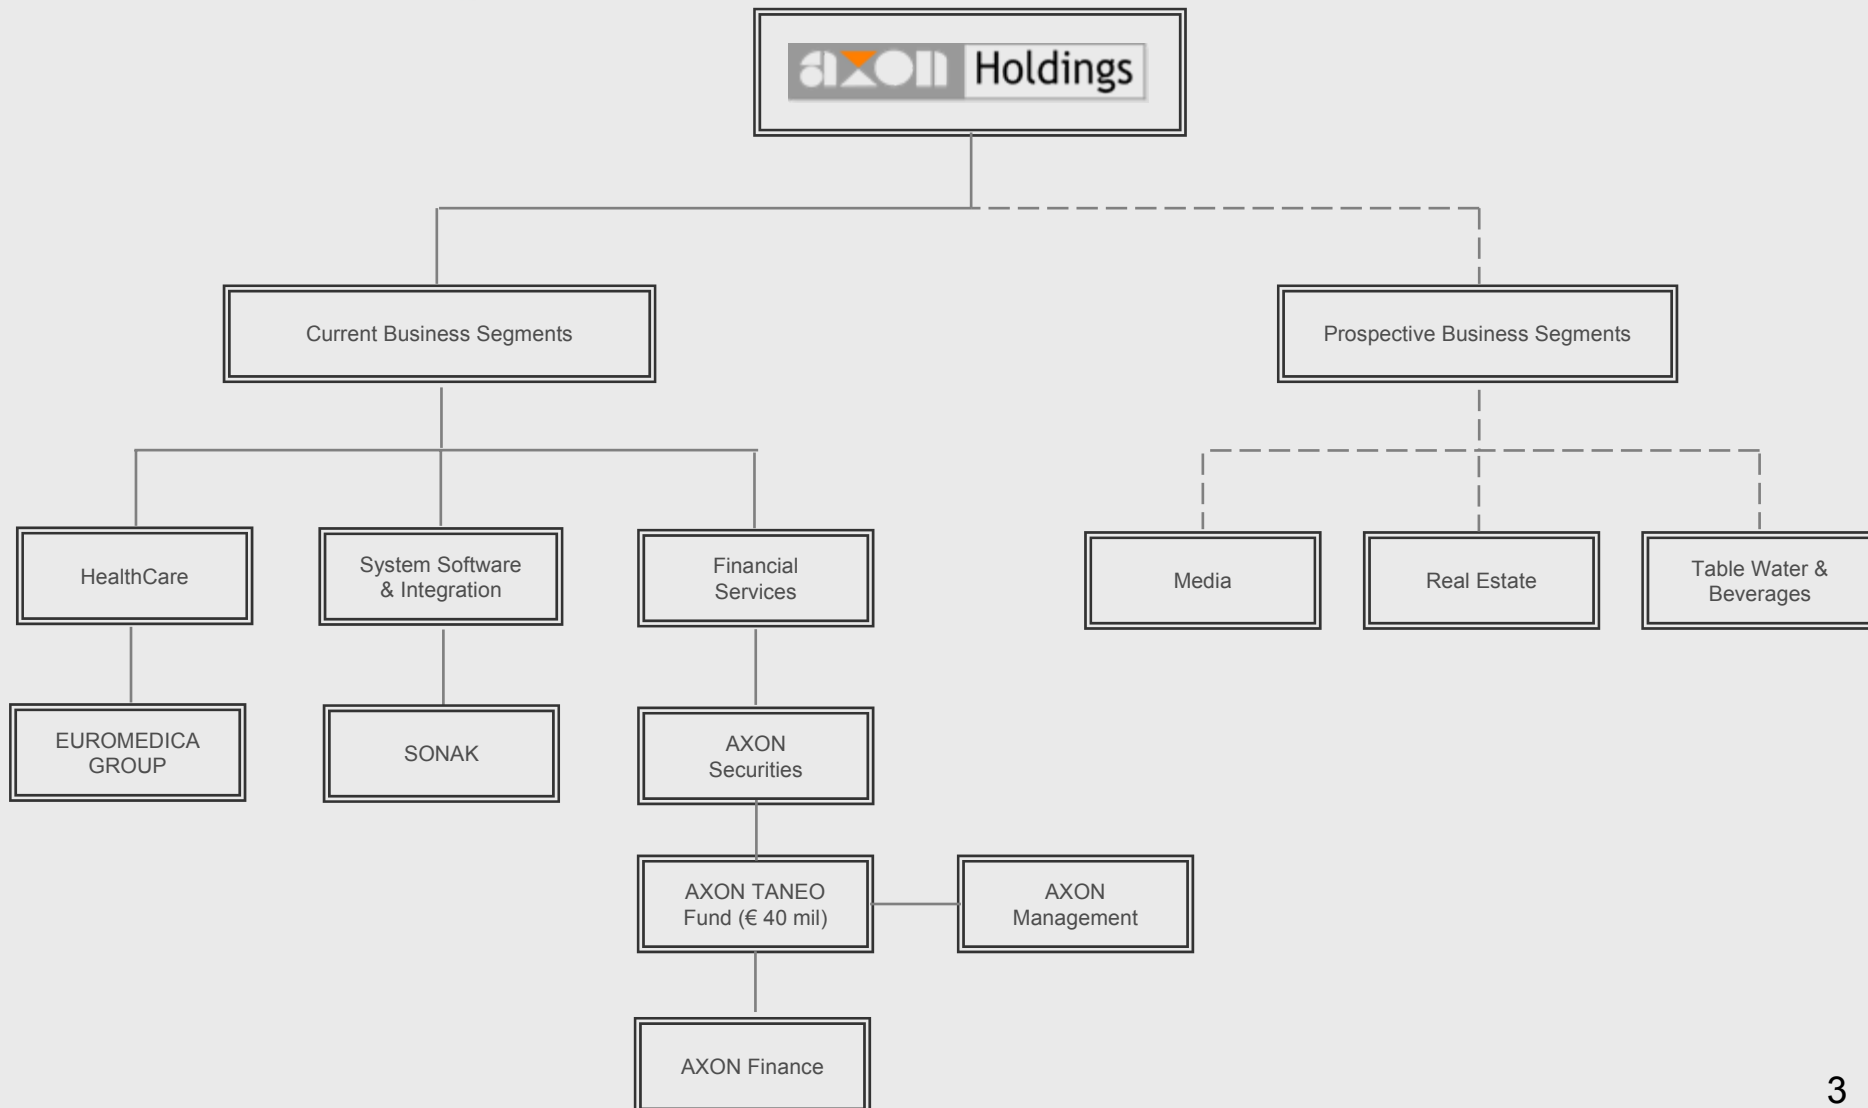 axon Holdings
Current Business Segments
Prospective Business Segments
HealthCare
System Software
& Integration
Financial
Services
Media
Real Estate
Table Water &
Beverages
EUROMEDICA
GROUP
SONAK
AXON
Securities
AXON TANEO
Fund (€ 40 mil)
AXON
Management
AXON Finance
3